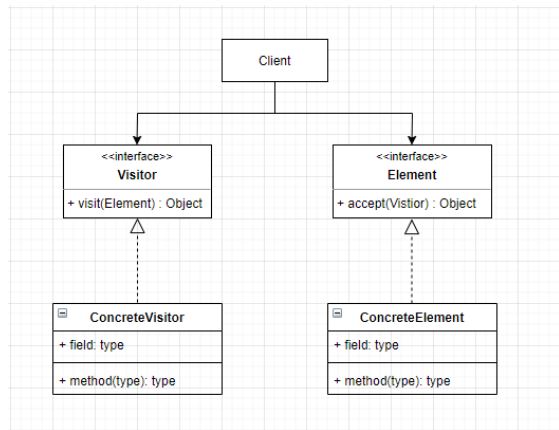 Client
<<interface>>
Visitor
+ visit(Element) : Object
<<interface>>
Element
+ accept(Vistior) : Object
ConcreteVisitor
+ field: type
+ method(type): type
ConcreteElement
+ field: type
+ method(type): type